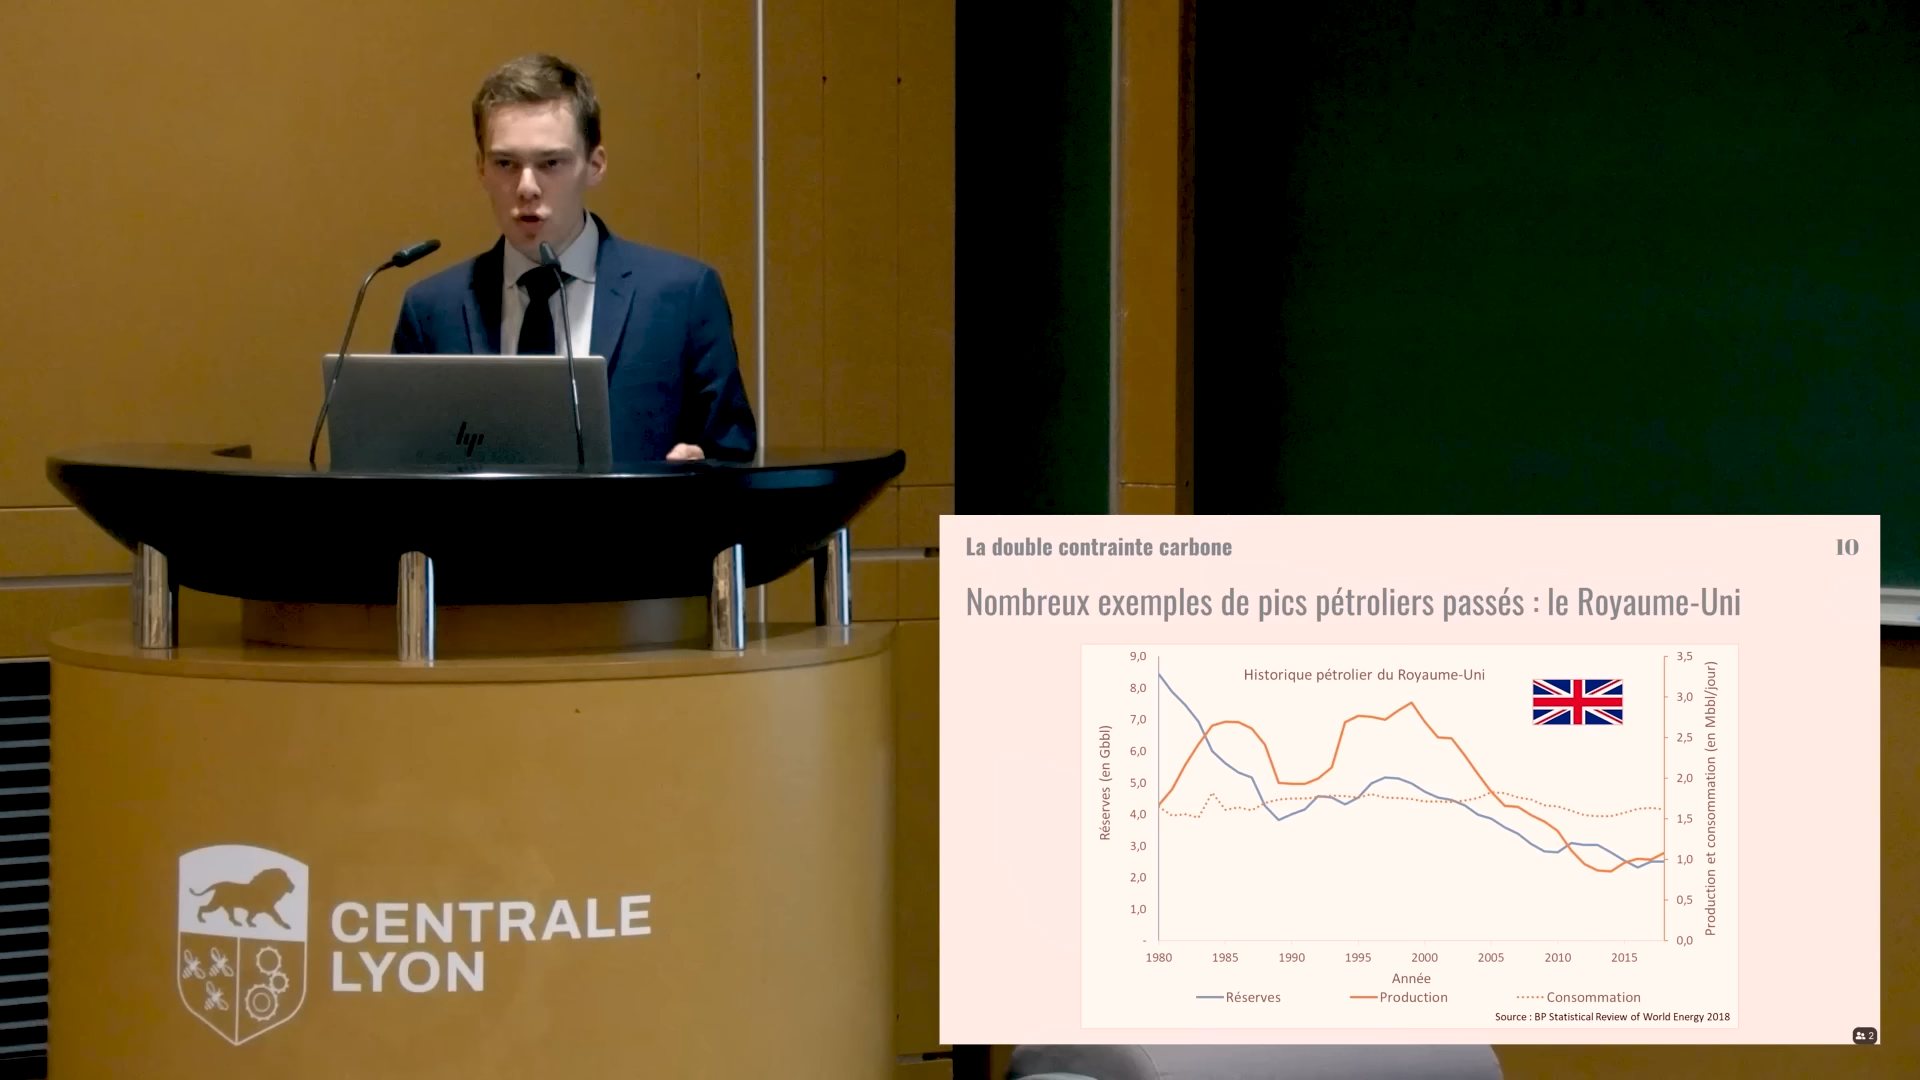 hp
CENTRALE
LYON
La double contrainte carbone
10
Nombreux exemples de pics pétroliers passés : le Royaume-Uni
Historique pétrolier du Royaume-Uni
Réserves (en Gbbl)
9,0
8,0
7,0
6,0
5,0
4,0
3,0
2,0
1,0
-
3,5
3,0
2,5
2,0
1,5
1,0
0,5
0,0
Production et consommation (en Mbbl/jour)
1980 1985 1990 1995 2000 2005 2010 2015
Année
Réserves Production Consommation
Source : BP Statistical Review of World Energy 2018
2